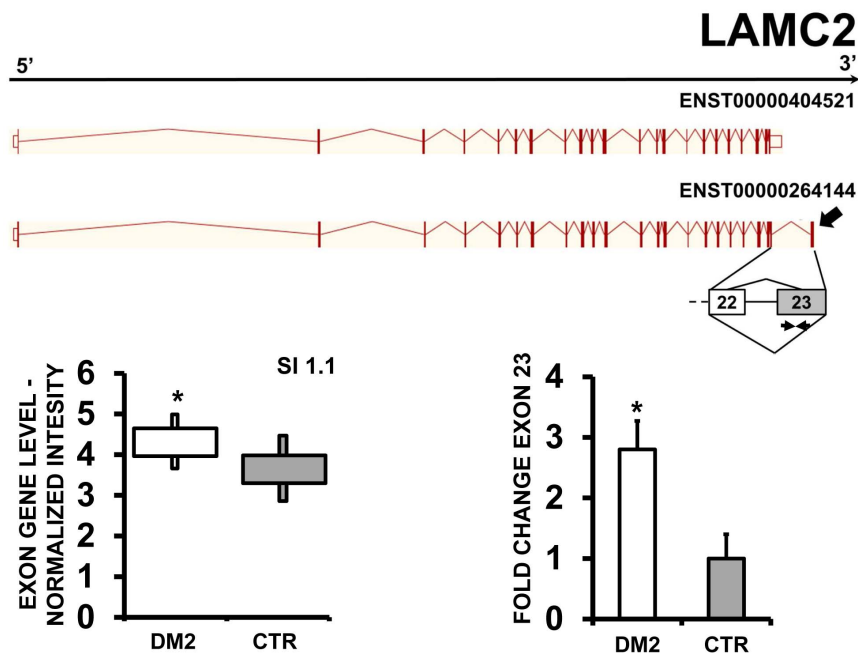 LAMC2
5’ 3’
ENST00000404521
ENST00000264144
22 23
EXON GENE LEVEL -
NORMALIZED INTESITY
SI 1.1
6
5
4
3
2
1
0
*
DM2 CTR
FOLD CHANGE EXON 23
4
3
2
1
0
*
DM2 CTR